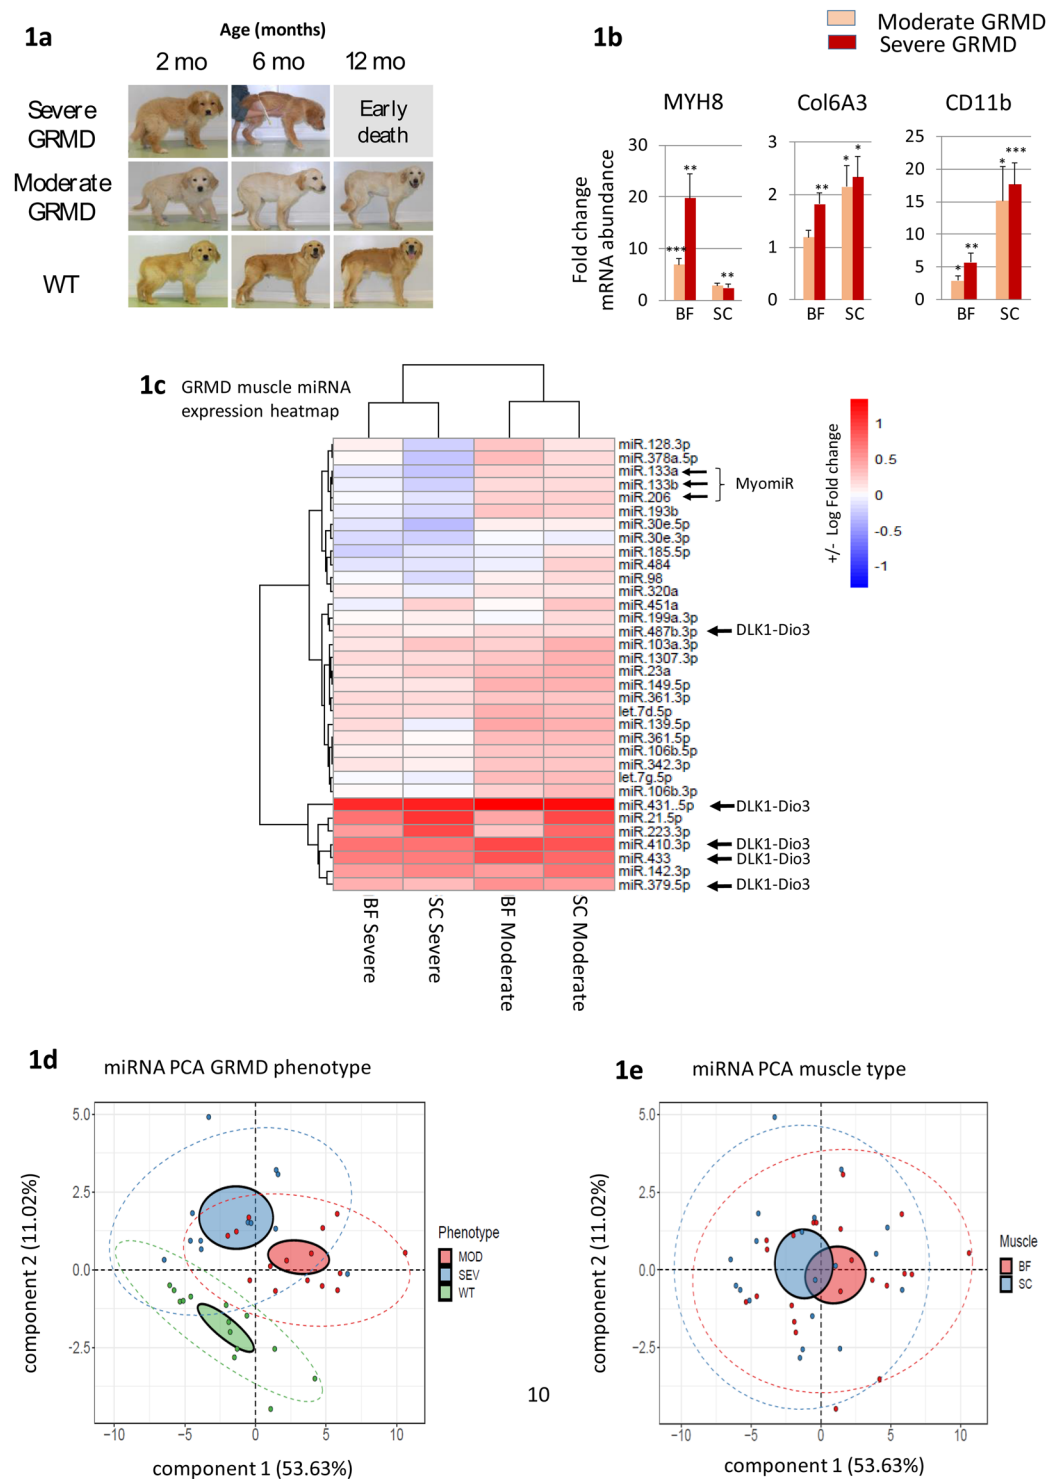 1a
Age (months)
2 mo 6 mo 12 mo
Severe
GRMD
Early
death
Moderate
GRMD
WT
1b
Moderate GRMD
Severe GRMD
Fold change
mRNA abundance
MYH8
30
20
10
0
***
**
**
BF SC
Col6A3
3
2
1
0
**
*
*
BF SC
CD11b
25
20
15
10
5
0
*
**
*
***
BF SC
1c GRMD muscle miRNA
expression heatmap
miR.128.3p
miR.378a.5p
miR.133a
miR.133b
miR.206
MyomiR
miR.193b
miR.30e.5p
miR.30e.3p
miR.185.5p
miR.484
miR.98
miR.320a
miR.451a
miR.199a.3p
miR.487b.3p DLK1-Dio3
miR.103a.3p
miR.1307.3p
miR.23a
miR.149.5p
miR.361.3p
let.7d.5p
miR.139.5p
miR.361.5p
miR.106b.5p
miR.342.3p
let.7g.5p
miR.106b.3p
miR.431..5p DLK1-Dio3
miR.21.5p
miR.223.3p
miR.410.3p DLK1-Dio3
miR.433 DLK1-Dio3
miR.142.3p
miR.379.5p DLK1-Dio3
BF Severe
SC Severe
BF Moderate
SC Moderate
+/- Log Fold change
1
0.5
0
-0.5
-1
1d
miRNA PCA GRMD phenotype
component 2 (11.02%)
5.0
2.5
0.0
-2.5
−10 −5 0 5 10
component 1 (53.63%)
Phenotype
MOD
SEV
WT
10
1e
miRNA PCA muscle type
component 2 (11.02%)
5.0
2.5
0.0
-2.5
−10 −5 0 5 10
component 1 (53.63%)
Muscle
BF
SC